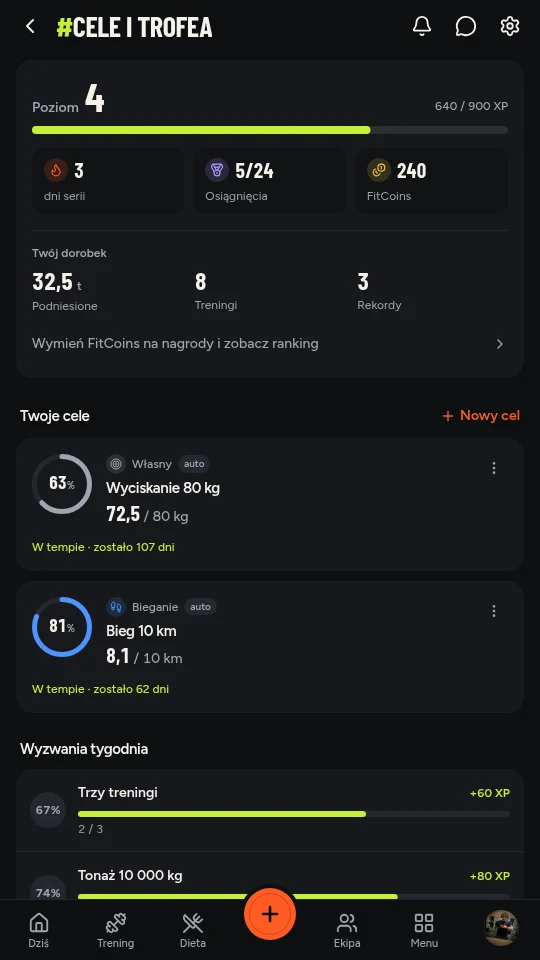 #CELE I TROFEA
Poziom 4
640 / 900 XP
3
dni serii
5/24
Osiągnięcia
240
FitCoins
Twój dorobek
32,5 t
Podniesione
8
Treningi
3
Rekordy
Wymień FitCoins na nagrody i zobacz ranking
Twoje cele
+ Nowy cel
63%
Własny auto
Wyciskanie 80 kg
72,5 / 80 kg
W tempie · zostało 107 dni
81%
Bieganie auto
Bieg 10 km
8,1 / 10 km
W tempie · zostało 62 dni
Wyzwania tygodnia
67%
Trzy treningi
+60 XP
2 / 3
74%
Tonaż 10 000 kg
+80 XP
Dziś
Trening
Dieta
Ekipa
Menu